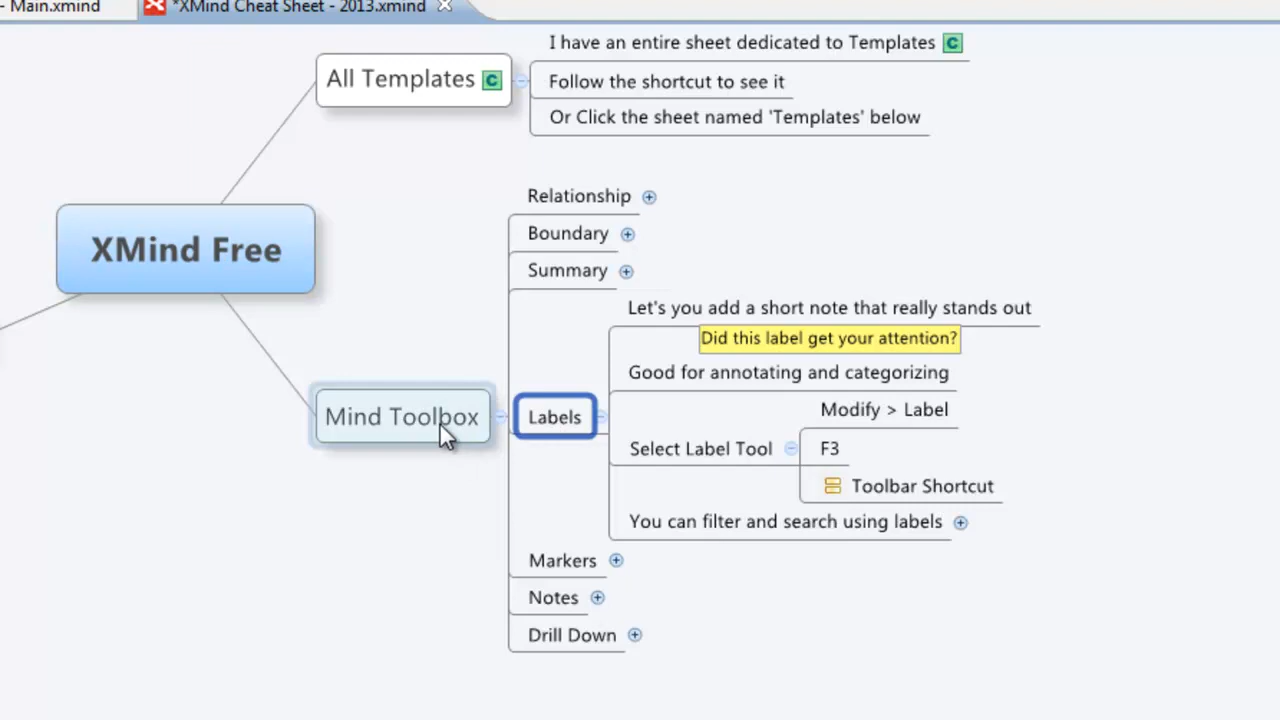 - Main.xmind
*XMind Cheat Sheet - 2013.xmind
I have an entire sheet dedicated to Templates
All Templates
Follow the shortcut to see it
Or Click the sheet named 'Templates' below
XMind Free
Relationship
Boundary
Summary
Let's you add a short note that really stands out
Did this label get your attention?
Good for annotating and categorizing
Mind Toolbox
Labels
Modify > Label
Select Label Tool
F3
Toolbar Shortcut
You can filter and search using labels
Markers
Notes
Drill Down